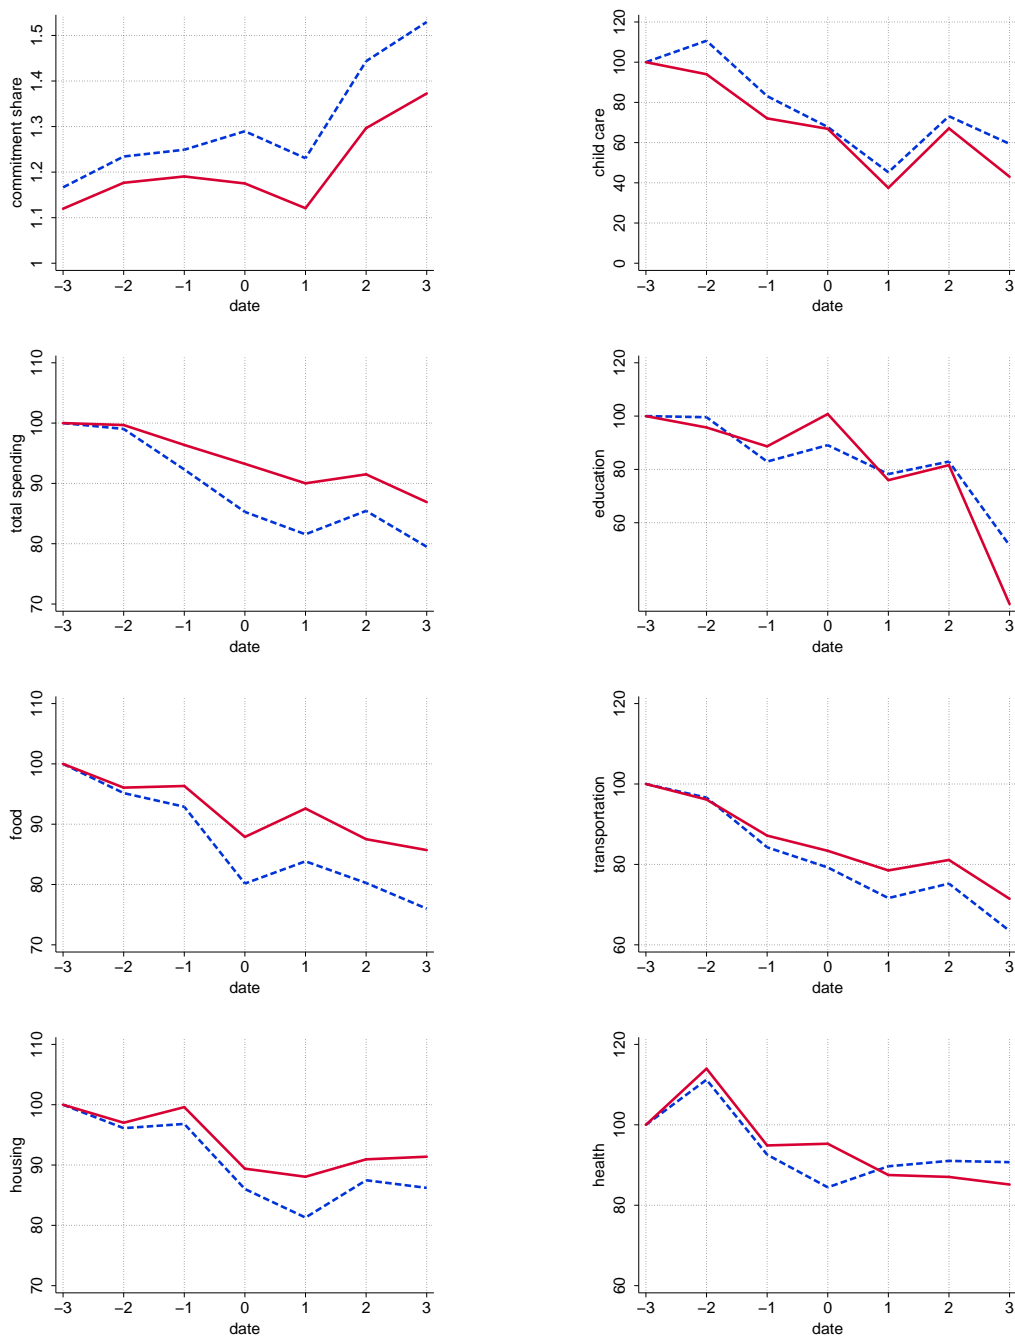 commitment share
1.5
1.4
1.3
1.2
1.1
1
−3 −2 −1 0 1 2 3
date
child care
120
100
80
60
40
20
0
−3 −2 −1 0 1 2 3
date
total spending
110
100
90
80
70
−3 −2 −1 0 1 2 3
date
education
120
100
80
60
−3 −2 −1 0 1 2 3
date
food
110
100
90
80
70
−3 −2 −1 0 1 2 3
date
transportation
120
100
80
60
−3 −2 −1 0 1 2 3
date
housing
110
100
90
80
70
−3 −2 −1 0 1 2 3
date
health
120
100
80
60
−3 −2 −1 0 1 2 3
date